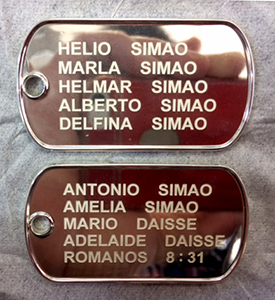 HELIO SIMAO
MARLA SIMAO
HELMAR SIMAO
ALBERTO SIMAO
DELFINA SIMAO
ANTONIO SIMAO
AMELIA SIMAO
MARIO DAISSE
ADELAIDE DAISSE
ROMANOS 8:31